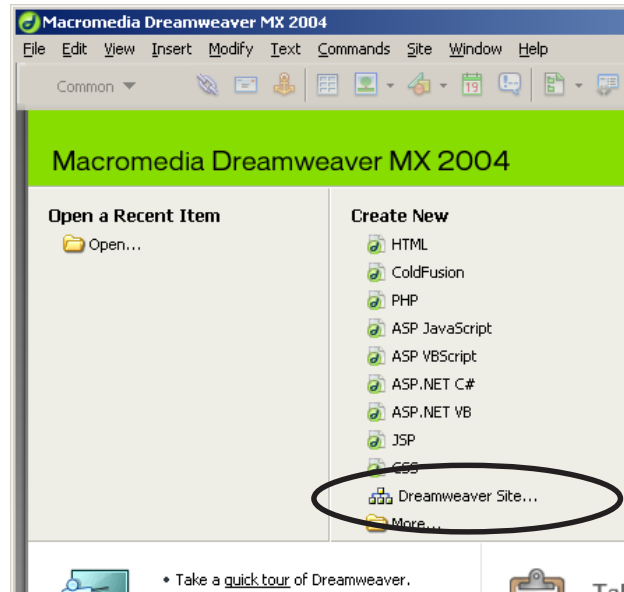 Macromedia Dreamweaver MX 2004
File Edit View Insert Modify Text Commands Site Window Help
Common
19
Macromedia Dreamweaver MX 2004
Open a Recent Item
Open...
Create New
HTML
ColdFusion
PHP
ASP JavaScript
ASP VBScript
ASP.NET C#
ASP.NET VB
JSP
CSS
Dreamweaver Site...
More...
• Take a quick tour of Dreamweaver.